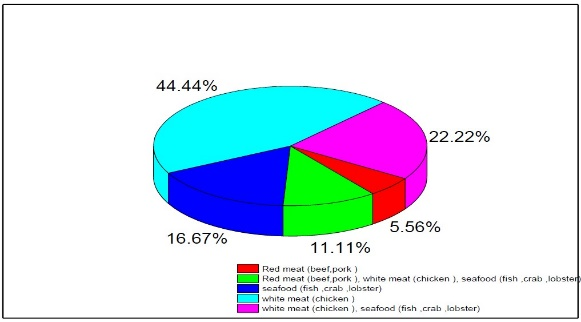 44.44%
22.22%
5.56%
16.67%
11.11%
Red meat (beef,pork )
Red meat (beef,pork ), white meat (chicken ), seafood (fish ,crab ,lobster)
seafood (fish ,crab ,lobster)
white meat (chicken )
white meat (chicken ), seafood (fish ,crab ,lobster)